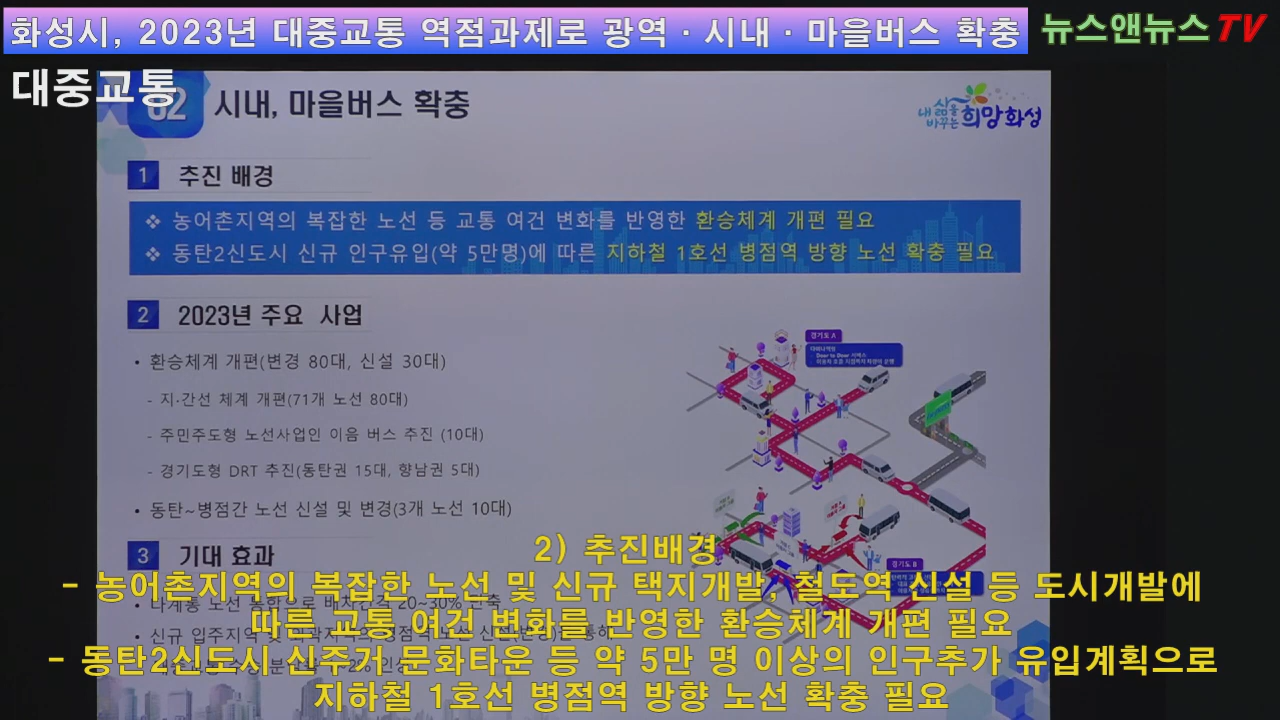 화성시, 2023년 대중교통 역점과제로 광역·시내·마을버스 확충
뉴스앤뉴스TV
대중교통
02 시내, 마을버스 확충
내 삶을 바꾸는 희망화성
1 추진 배경
❖ 농어촌지역의 복잡한 노선 등 교통 여건 변화를 반영한 환승체계 개편 필요
❖ 동탄2신도시 신규 인구유입(약 5만명)에 따른 지하철 1호선 병점역 방향 노선 확충 필요
2 2023년 주요 사업
• 환승체계 개편(변경 80대, 신설 30대)
- 지·간선 체계 개편(71개 노선 80대)
- 주민주도형 노선사업인 이음 버스 추진 (10대)
- 경기도형 DRT 추진(동탄권 15대, 향남권 5대)
• 동탄~병점간 노선 신설 및 변경(3개 노선 10대)
경기도 A
Door to Door 서비스
경기도 B
3 기대 효과
2) 추진배경
- 농어촌지역의 복잡한 노선 및 신규 택지개발, 철도역 신설 등 도시개발에
따른 교통 여건 변화를 반영한 환승체계 개편 필요
- 동탄2신도시 신주거 문화타운 등 약 5만 명 이상의 인구추가 유입계획으로
지하철 1호선 병점역 방향 노선 확충 필요